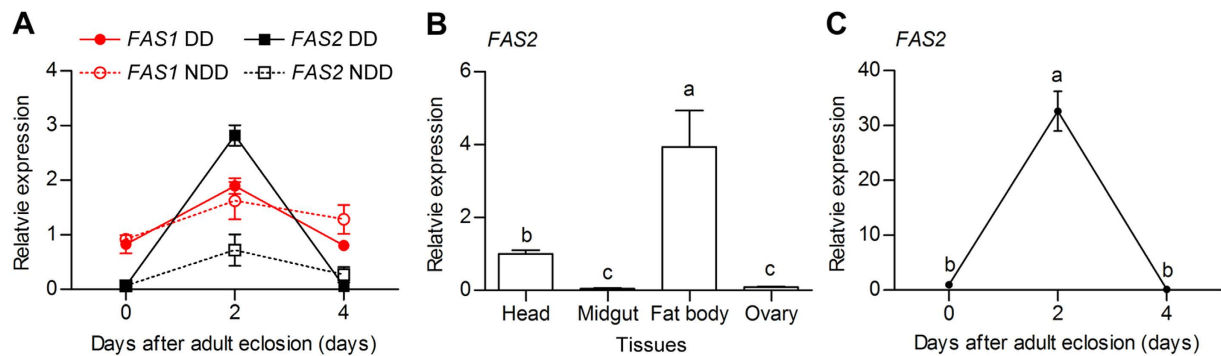 A
FAS1 DD FAS2 DD
FAS1 NDD FAS2 NDD
Relatvie expression
4
3
2
1
0
0 2 4
Days after adult eclosion (days)
B
FAS2
Relatvie expression
6
4
2
0
b
c
a
c
Head Midgut Fat body Ovary
Tissues
C
FAS2
Relatvie expression
40
30
20
10
0
b
a
b
0 2 4
Days after adult eclosion (days)